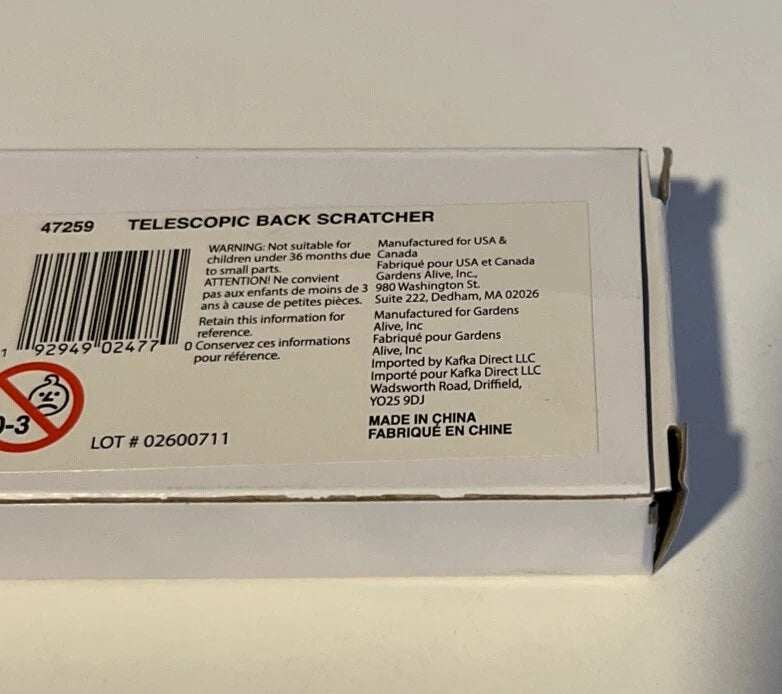 47259 TELESCOPIC BACK SCRATCHER
WARNING: Not suitable for
children under 36 months due
to small parts.
ATTENTION! Ne convient
pas aux enfants de moins de 3
ans à cause de petites pièces.
Retain this information for
reference.
Conservez ces informations
pour référence.
1 92949 02477 0
-3
LOT # 02600711
Manufactured for USA &
Canada
Fabriqué pour USA et Canada
Gardens Alive, Inc.,
980 Washington St.
Suite 222, Dedham, MA 02026
Manufactured for Gardens
Alive, Inc
Fabriqué pour Gardens
Alive, Inc
Imported by Kafka Direct LLC
Importé pour Kafka Direct LLC
Wadsworth Road, Driffield,
YO25 9DJ
MADE IN CHINA
FABRIQUÉ EN CHINE